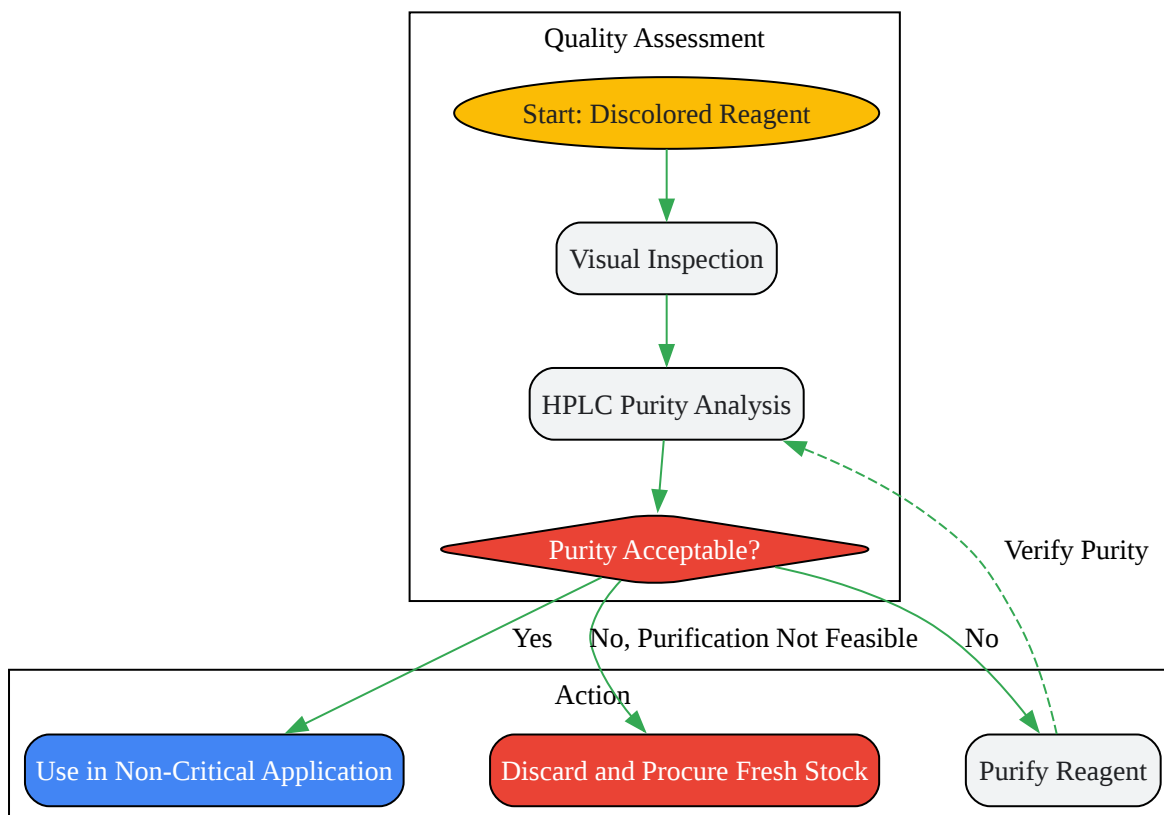 Quality Assessment
Start: Discolored Reagent
Visual Inspection
HPLC Purity Analysis
Purity Acceptable?
Verify Purity
Yes
No, Purification Not Feasible
No
Action
Use in Non-Critical Application
Discard and Procure Fresh Stock
Purify Reagent